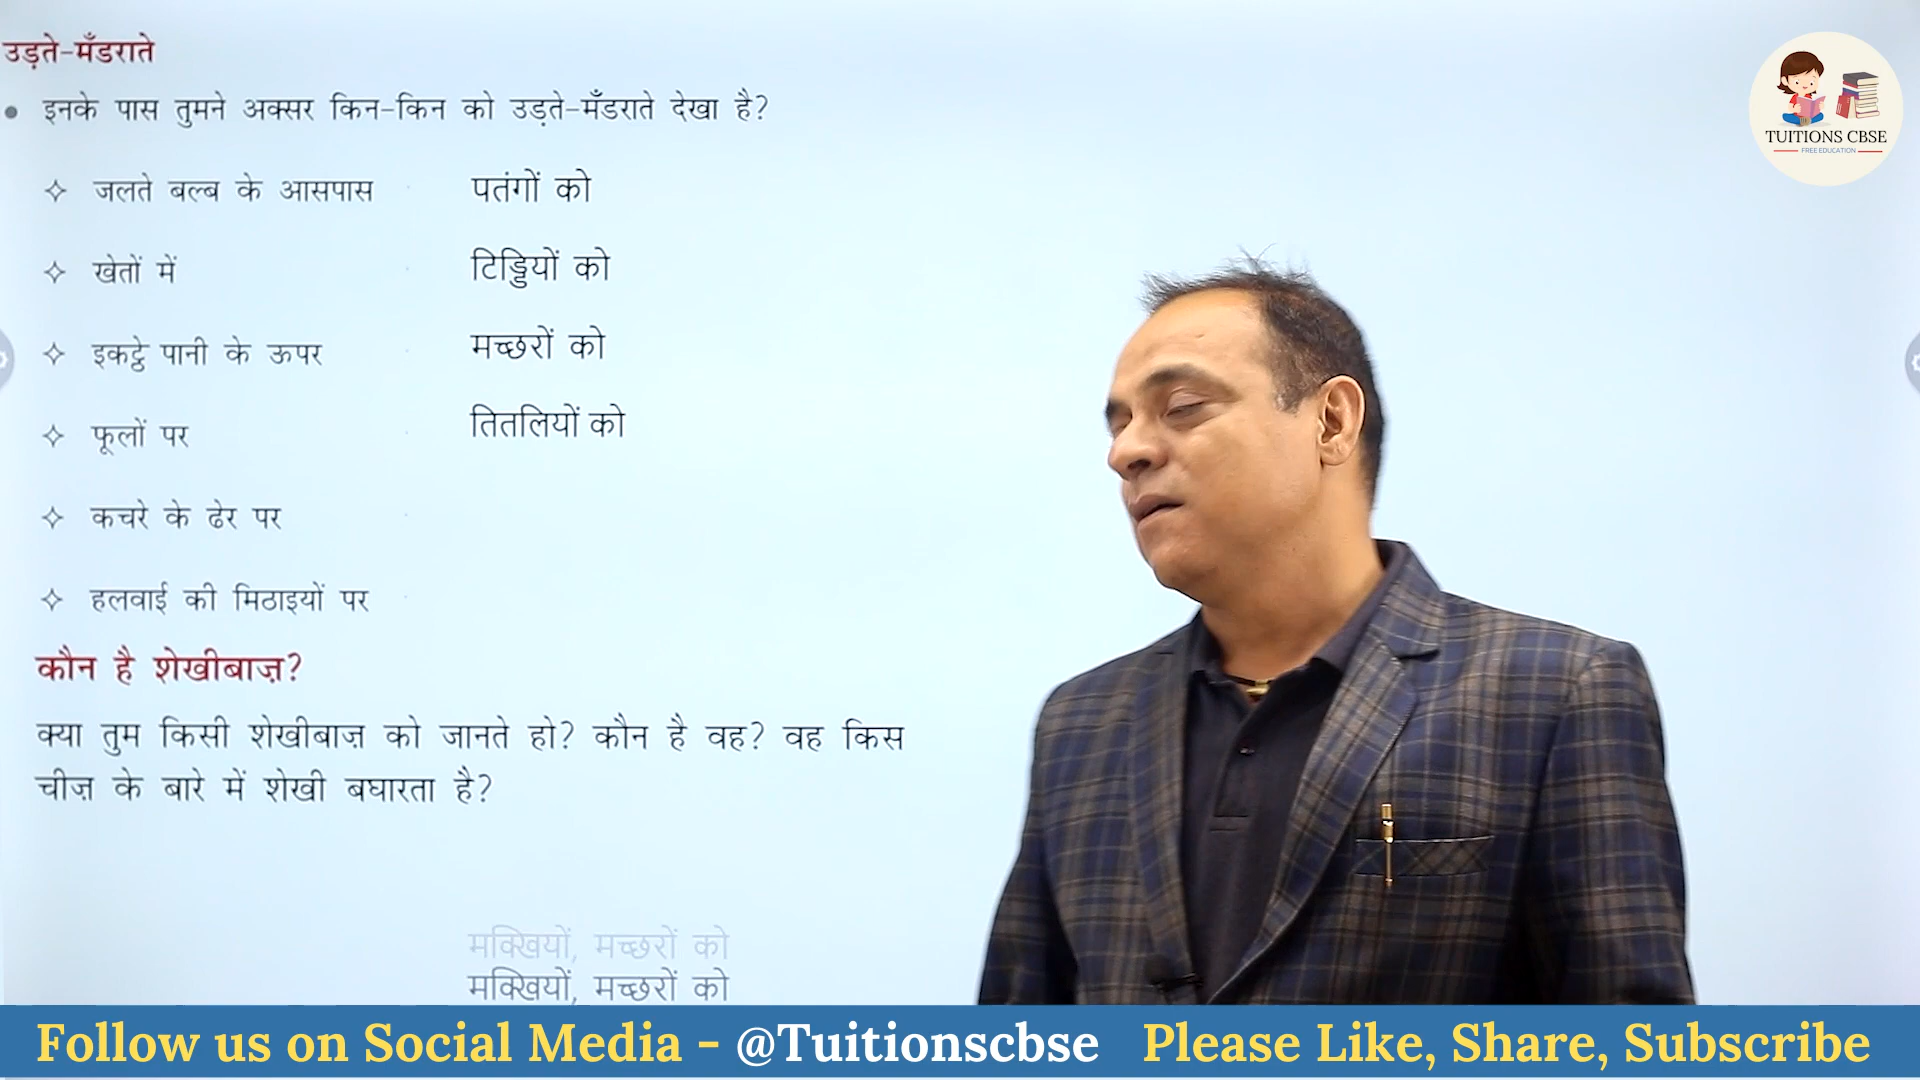 उड़ते-मँडराते
• इनके पास तुमने अक्सर किन-किन को उड़ते-मँडराते देखा है?
✧ जलते बल्ब के आसपास पतंगों को
✧ खेतों में टिड्डियों को
✧ इकट्ठे पानी के ऊपर मच्छरों को
✧ फूलों पर तितलियों को
✧ कचरे के ढेर पर
✧ हलवाई की मिठाइयों पर
कौन है शेखीबाज़?
क्या तुम किसी शेखीबाज़ को जानते हो? कौन है वह? वह किस
चीज़ के बारे में शेखी बघारता है?
मक्खियों, मच्छरों को
मक्खियों, मच्छरों को
TUITIONS CBSE
FREE EDUCATION
Follow us on Social Media - @Tuitionscbse Please Like, Share, Subscribe